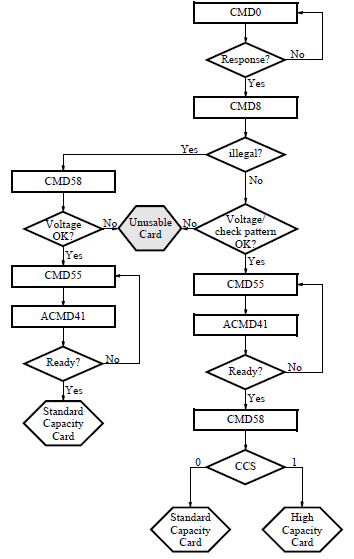 CMD0
Response?
No
Yes
CMD8
illegal?
Yes
No
CMD58
Voltage
OK?
No
Unusable
Card
No
Voltage/
check pattern
OK?
Yes
Yes
CMD55
CMD55
ACMD41
ACMD41
Ready?
No
Ready?
No
Yes
Yes
Standard
Capacity
Card
CMD58
0
CCS
1
Standard
Capacity
Card
High
Capacity
Card